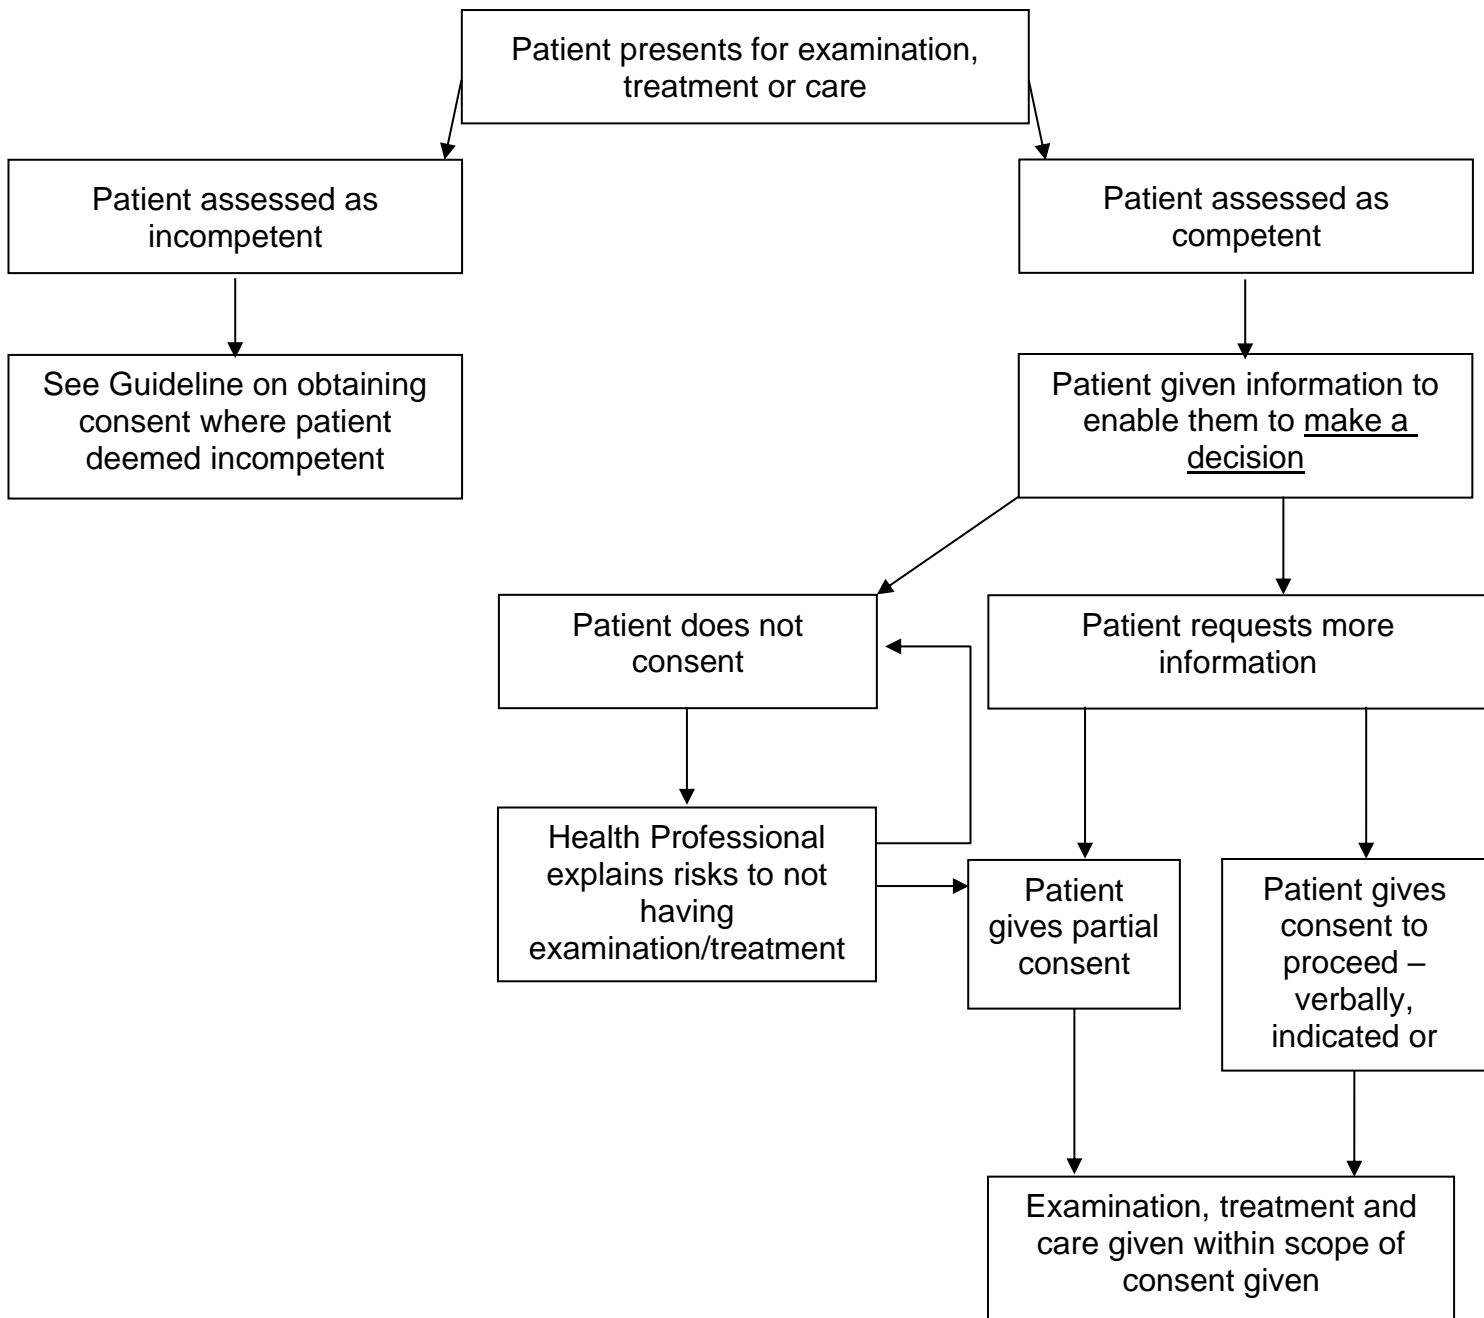 Patient presents for examination,
treatment or care
Patient assessed as
incompetent
Patient assessed as
competent
See Guideline on obtaining
consent where patient
deemed incompetent
Patient given information to
enable them to make a
decision
Patient does not
consent
Patient requests more
information
Health Professional
explains risks to not
having
examination/treatment
Patient
gives partial
consent
Patient gives
consent to
proceed –
verbally,
indicated or
Examination, treatment and
care given within scope of
consent given